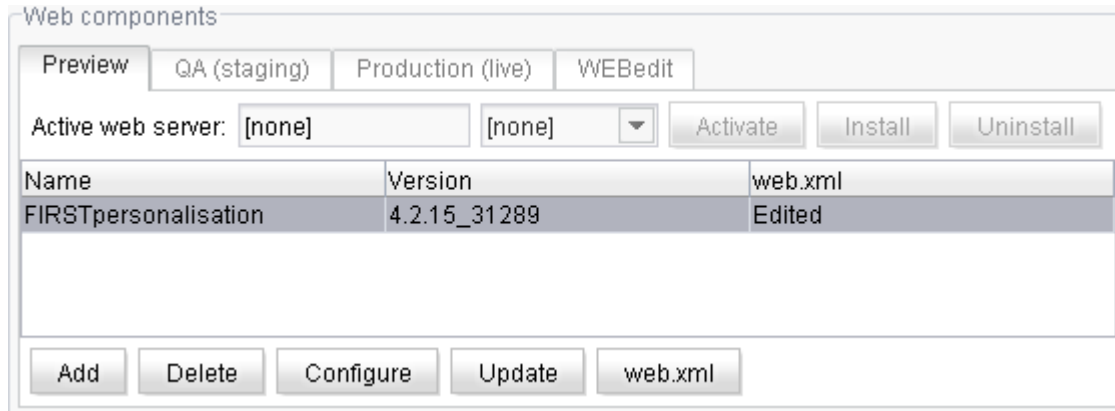 Web components
Preview QA (staging) Production (live) WEBedit
Active web server: [none] [none] Activate Install Uninstall
Name Version web.xml
FIRSTpersonalisation 4.2.15_31289 Edited
Add Delete Configure Update web.xml